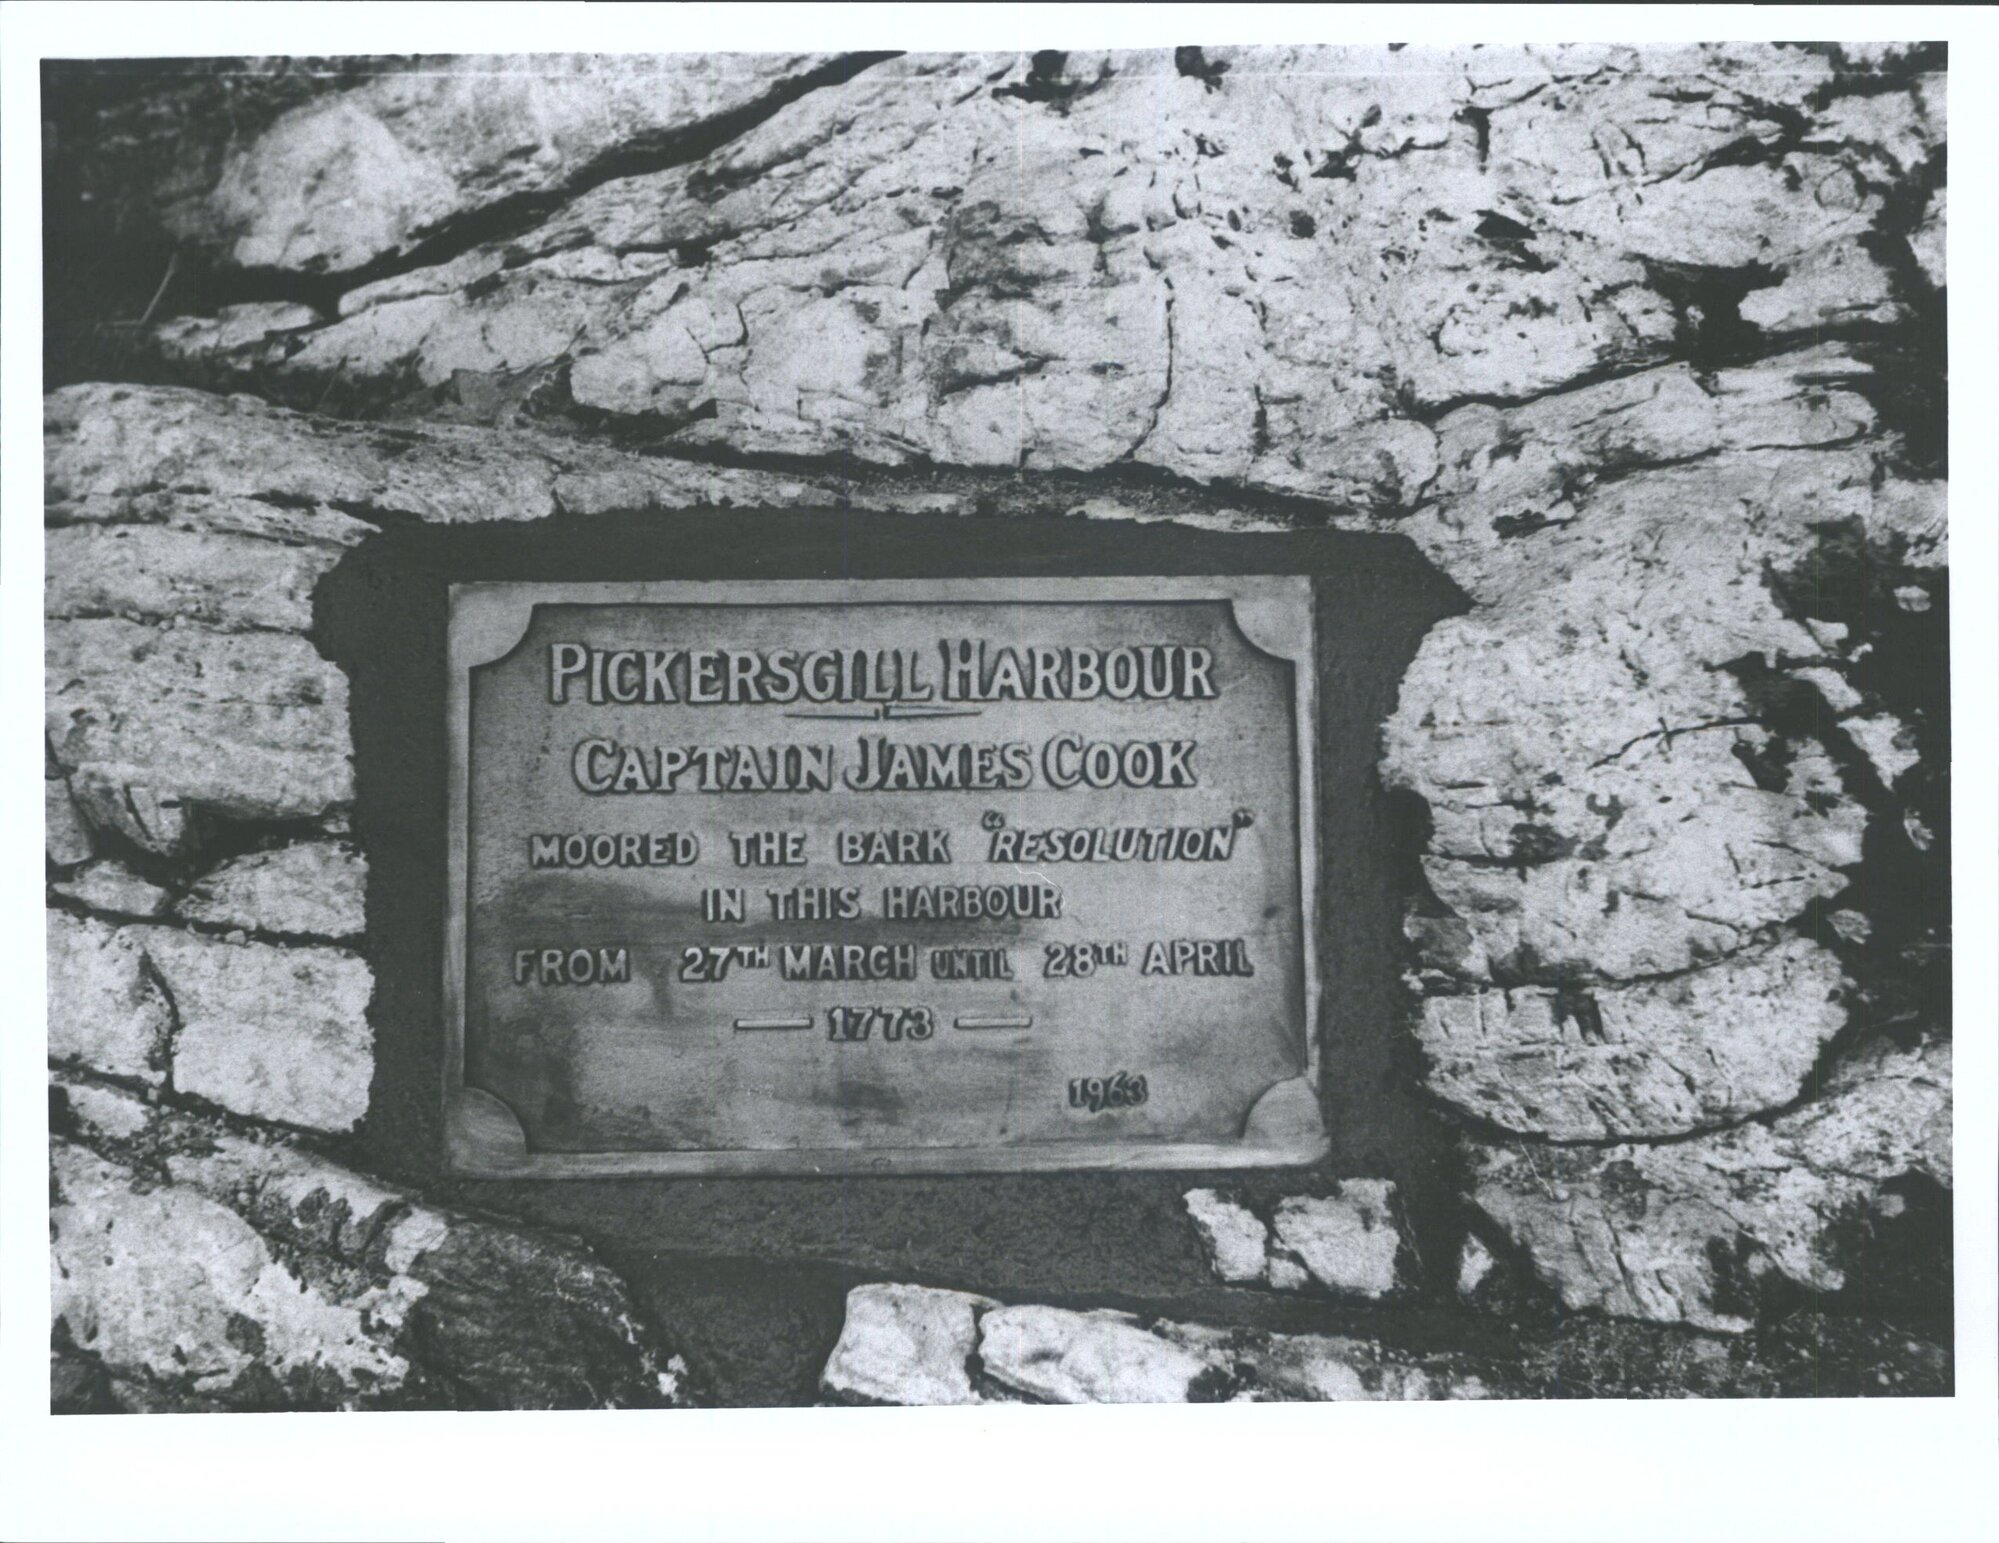 PICKERSGILL HARBOUR
CAPTAIN JAMES COOK
MOORED THE BARK "RESOLUTION"
IN THIS HARBOUR
FROM 27TH MARCH UNTIL 28TH APRIL
— 1773 —
1963